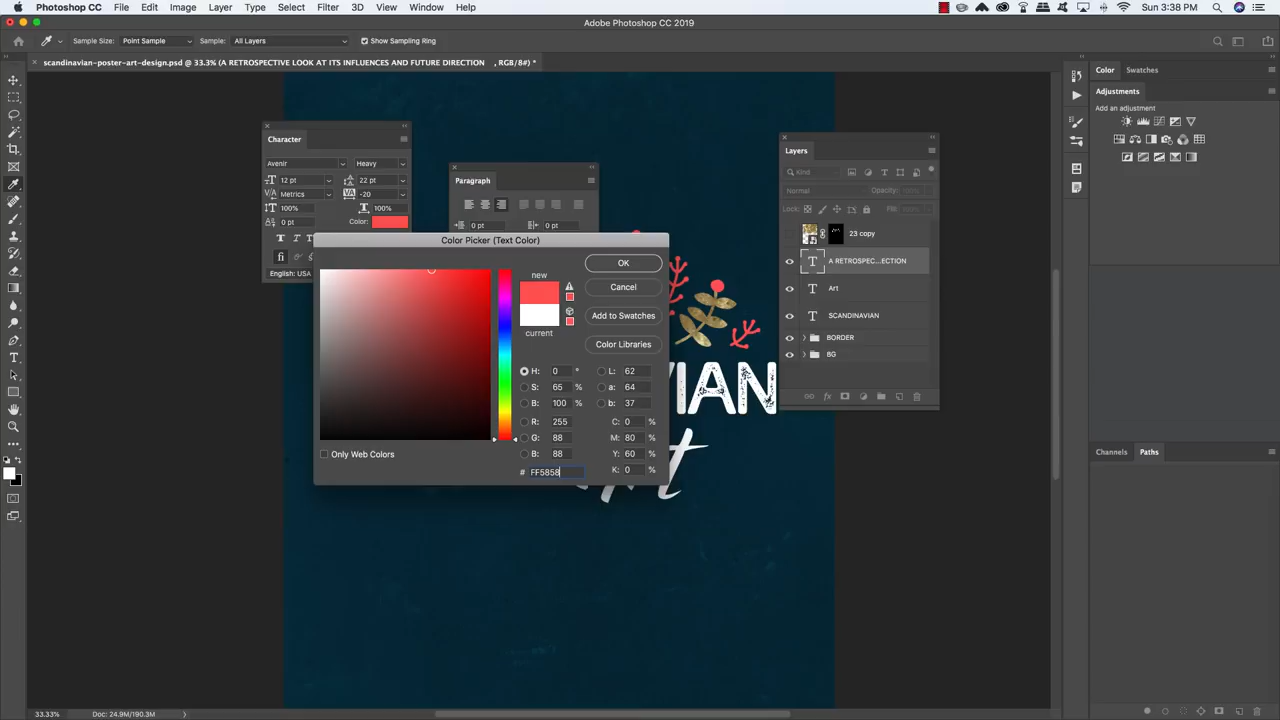 Photoshop CC File Edit Image Layer Type Select Filter 3D View Window Help Sun 3:38 PM
Adobe Photoshop CC 2019
Sample Size: Point Sample Sample: All Layers Show Sampling Ring
scandinavian-poster-art-design.psd @ 33.3% (A RETROSPECTIVE LOOK AT ITS INFLUENCES AND FUTURE DIRECTION , RGB/8#) *
Color Swatches
Adjustments
Add an adjustment
Character
Avenir Heavy
12 pt 22 pt
Metrics -20
100% 100%
0 pt Color:
T T T
fi
English: USA
Paragraph
0 pt 0 pt
Color Picker (Text Color)
new
current
OK
Cancel
Add to Swatches
Color Libraries
H: 0 ° L: 62
S: 65 % a: 64
B: 100 % b: 37
R: 255 C: 0 %
G: 88 M: 80 %
B: 88 Y: 60 %
# FF5858 K: 0 %
Only Web Colors
Layers
Kind
Normal Opacity:
Lock: Fill:
23 copy
A RETROSPEC...ECTION
Art
SCANDINAVIAN
BORDER
BG
IAN
Channels Paths
33.33% Doc: 24.9M/190.3M